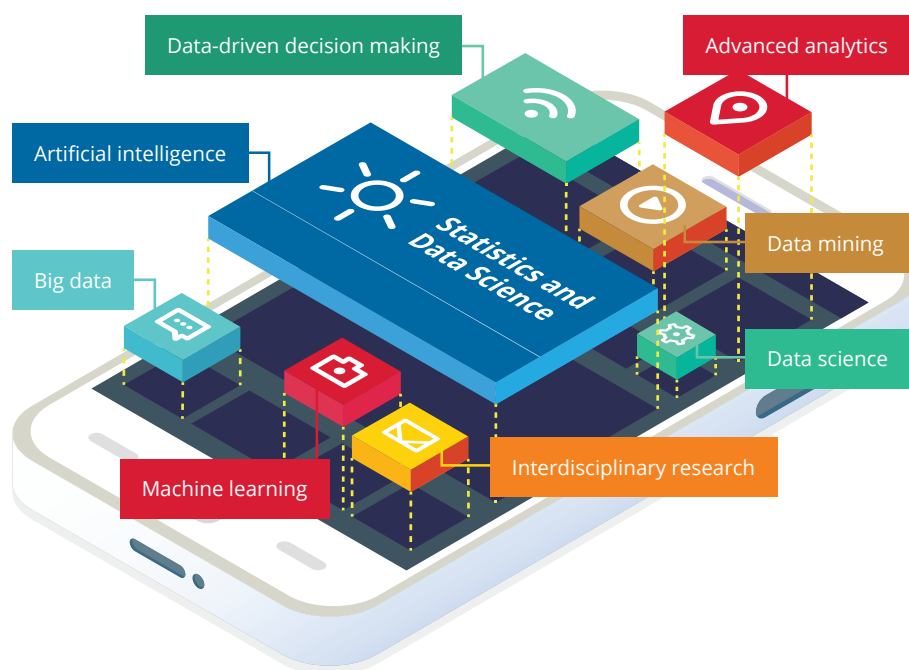 Data-driven decision making
Advanced analytics
Artificial intelligence
Statistics and
Data Science
Data mining
Big data
Data science
Interdisciplinary research
Machine learning